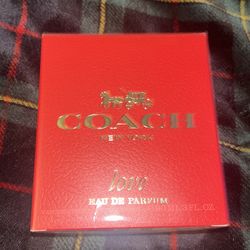 COACH
NEW YORK
love
EAU DE PARFUM